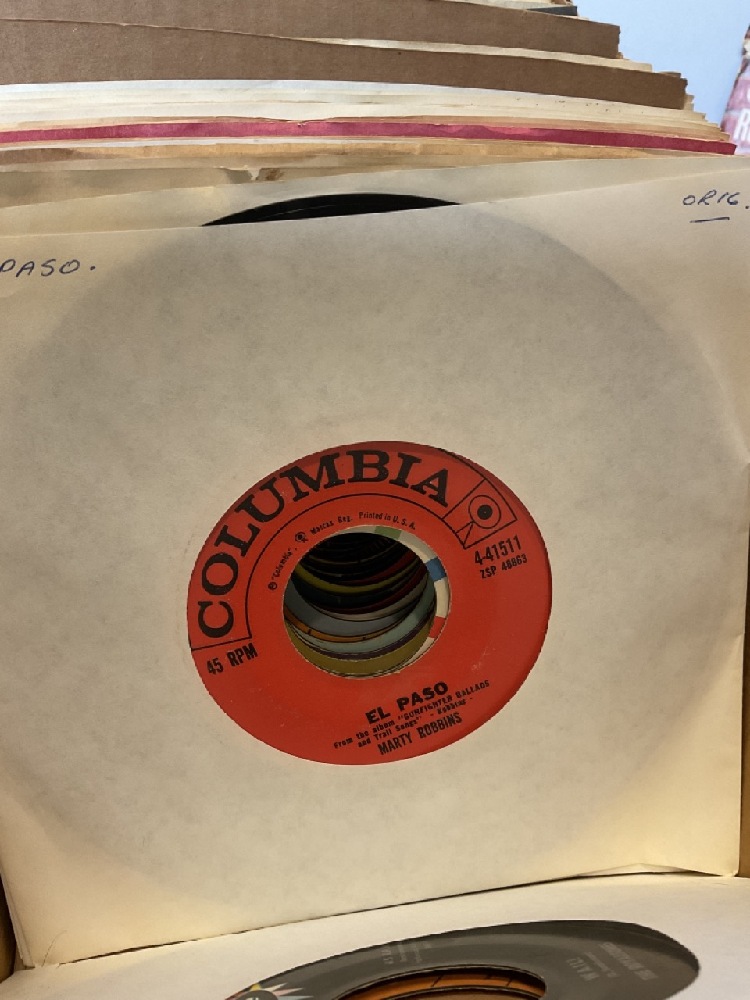 PASO.
ORIG.
COLUMBIA
"Columbia", Marcas Reg. Printed in U.S.A.
4-41511
ZSP 48863
45 RPM
EL PASO
From the album "GUNFIGHTER BALLADS
and Trail Songs"
MARTY ROBBINS